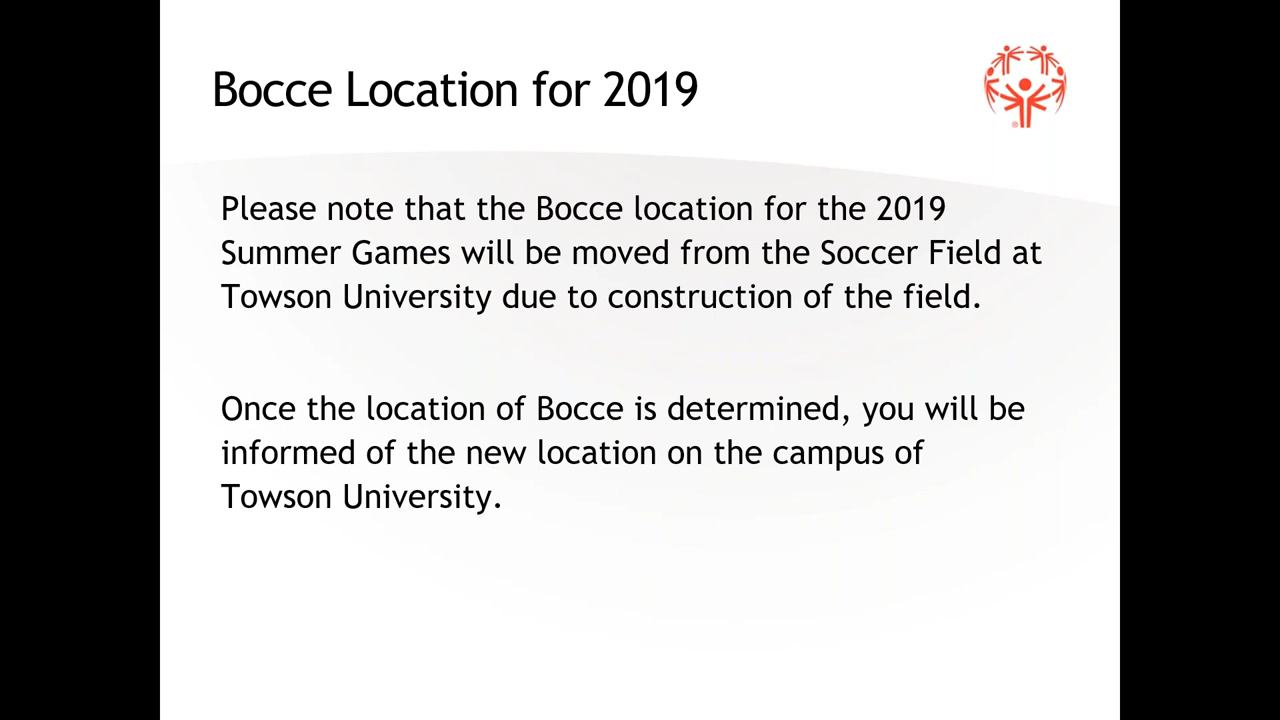 Bocce Location for 2019
Please note that the Bocce location for the 2019
Summer Games will be moved from the Soccer Field at
Towson University due to construction of the field.
Once the location of Bocce is determined, you will be
informed of the new location on the campus of
Towson University.